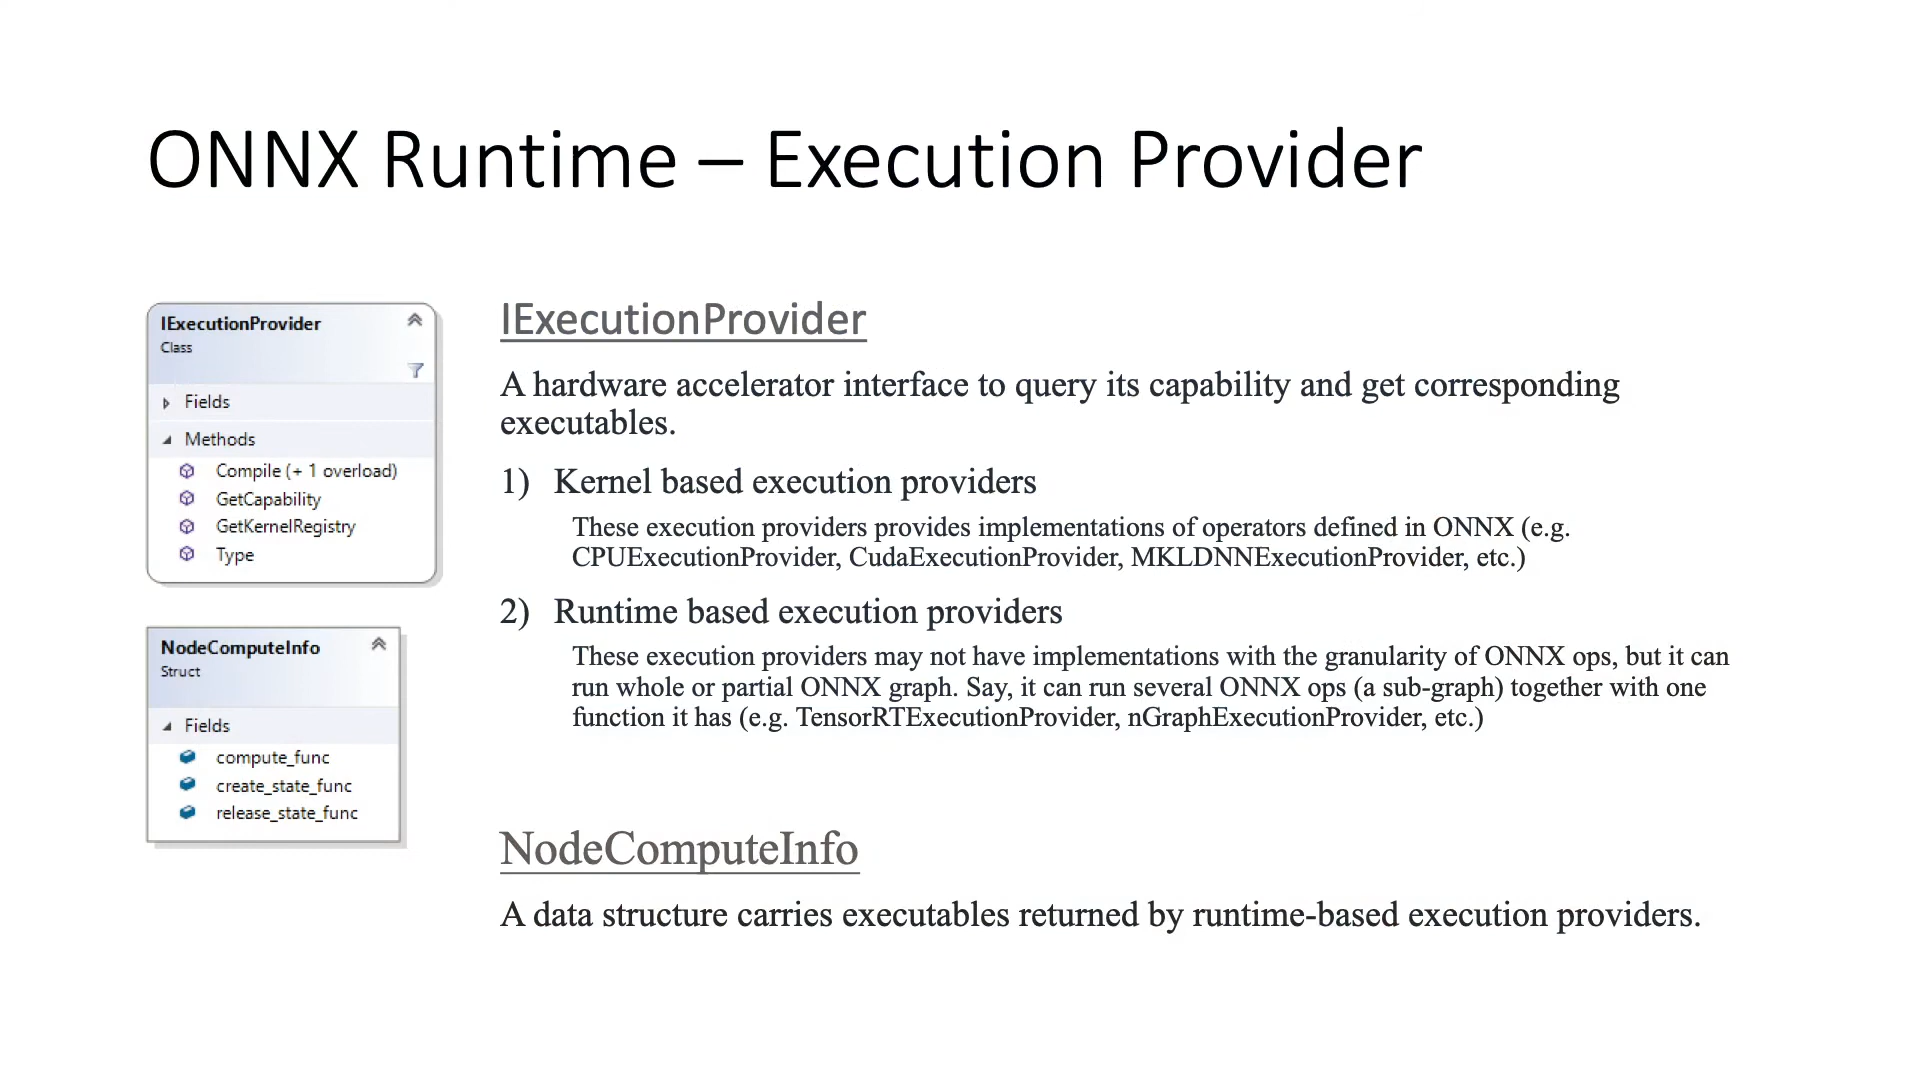 ONNX Runtime – Execution Provider
IExecutionProvider
Class
Fields
Methods
Compile (+ 1 overload)
GetCapability
GetKernelRegistry
Type
NodeComputeInfo
Struct
Fields
compute_func
create_state_func
release_state_func
IExecutionProvider
A hardware accelerator interface to query its capability and get corresponding
executables.
1) Kernel based execution providers
These execution providers provides implementations of operators defined in ONNX (e.g.
CPUExecutionProvider, CudaExecutionProvider, MKLDNNExecutionProvider, etc.)
2) Runtime based execution providers
These execution providers may not have implementations with the granularity of ONNX ops, but it can
run whole or partial ONNX graph. Say, it can run several ONNX ops (a sub-graph) together with one
function it has (e.g. TensorRTExecutionProvider, nGraphExecutionProvider, etc.)
NodeComputeInfo
A data structure carries executables returned by runtime-based execution providers.